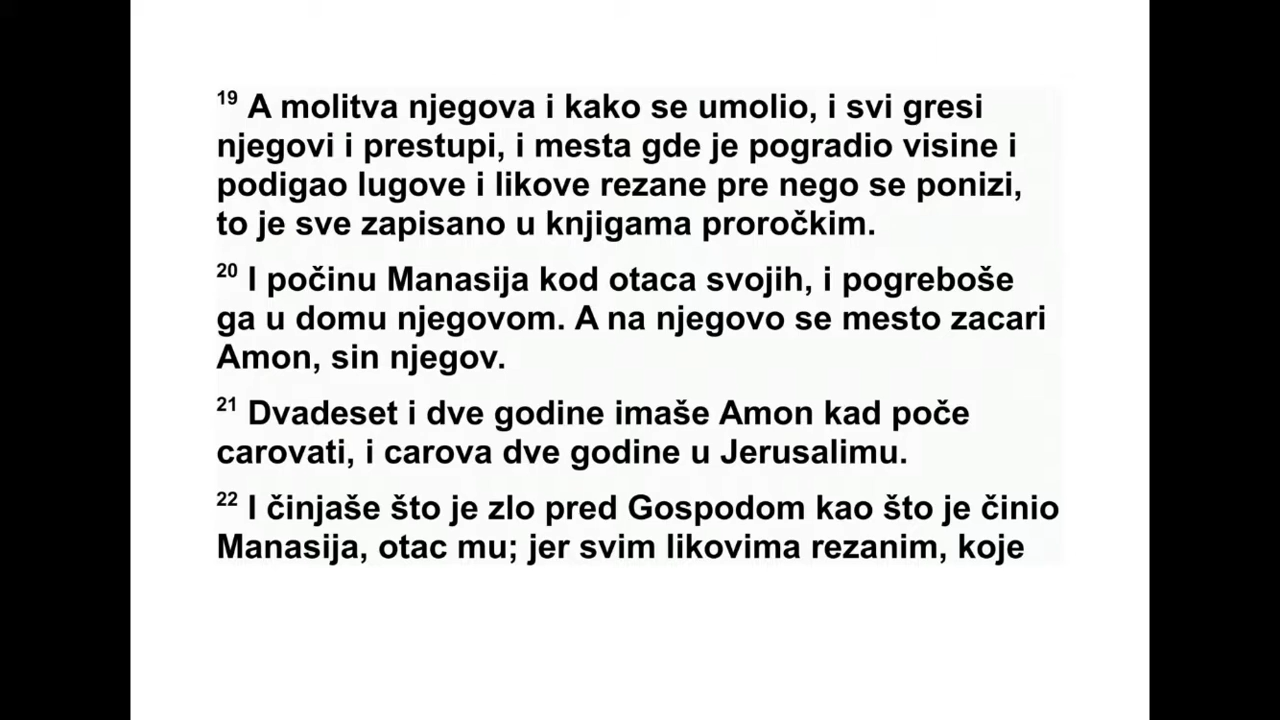 19 A molitva njegova i kako se umolio, i svi gresi
njegovi i prestupi, i mesta gde je pogradio visine i
podigao lugove i likove rezane pre nego se ponizi,
to je sve zapisano u knjigama proročkim.
20 I počinu Manasija kod otaca svojih, i pogreboše
ga u domu njegovom. A na njegovo se mesto zacari
Amon, sin njegov.
21 Dvadeset i dve godine imaše Amon kad poče
carovati, i carova dve godine u Jerusalimu.
22 I činjaše što je zlo pred Gospodom kao što je činio
Manasija, otac mu; jer svim likovima rezanim, koje